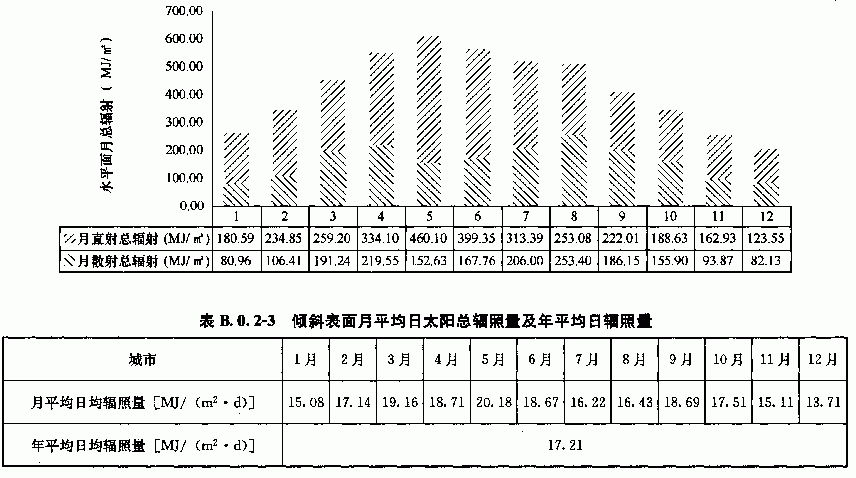 700.00
600.00
500.00
400.00
300.00
200.00
100.00
0.00
水平面月总辐射（MJ/㎡）
1 2 3 4 5 6 7 8 9 10 11 12
月直射总辐射 (MJ/㎡) 180.59 234.85 259.20 334.10 460.10 399.35 313.39 253.08 222.01 188.63 162.93 123.55
月散射总辐射 (MJ/㎡) 80.96 106.41 191.24 219.55 152.63 167.76 206.00 253.40 186.15 155.90 93.87 82.13
表 B.0.2-3 倾斜表面月平均日太阳总辐照量及年平均日辐照量
城市 1月 2月 3月 4月 5月 6月 7月 8月 9月 10月 11月 12月
月平均日均辐照量 [MJ/（m²·d）] 15.08 17.14 19.16 18.71 20.18 18.67 16.22 16.43 18.69 17.51 15.11 13.71
年平均日均辐照量 [MJ/（m²·d）] 17.21